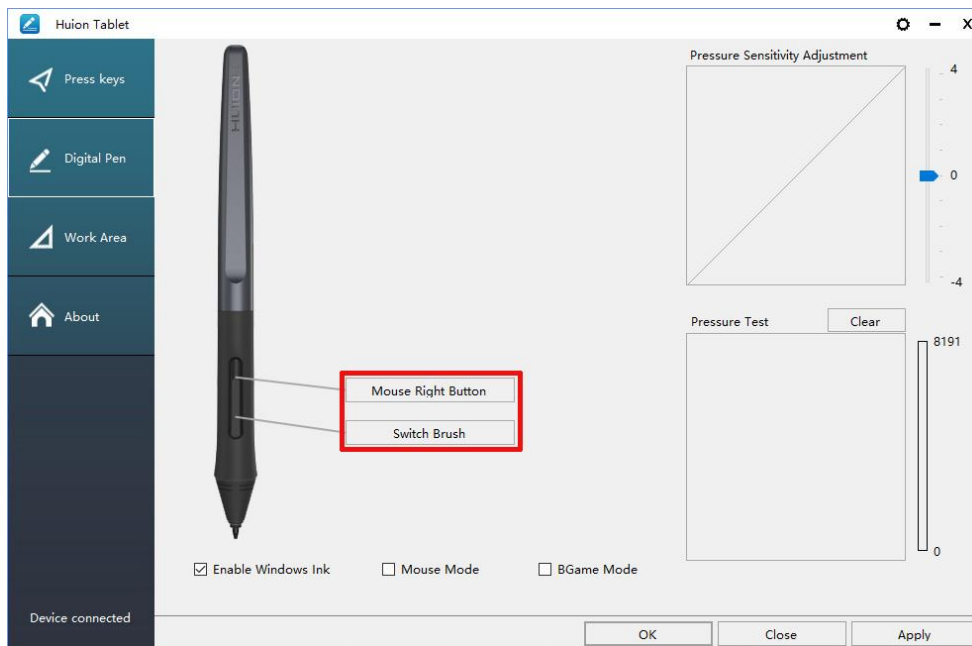 Huion Tablet
X
Press keys
Digital Pen
Work Area
About
Device connected
HUION
Mouse Right Button
Switch Brush
Enable Windows Ink
Mouse Mode
BGame Mode
Pressure Sensitivity Adjustment
4
0
-4
Pressure Test
Clear
8191
0
OK
Close
Apply